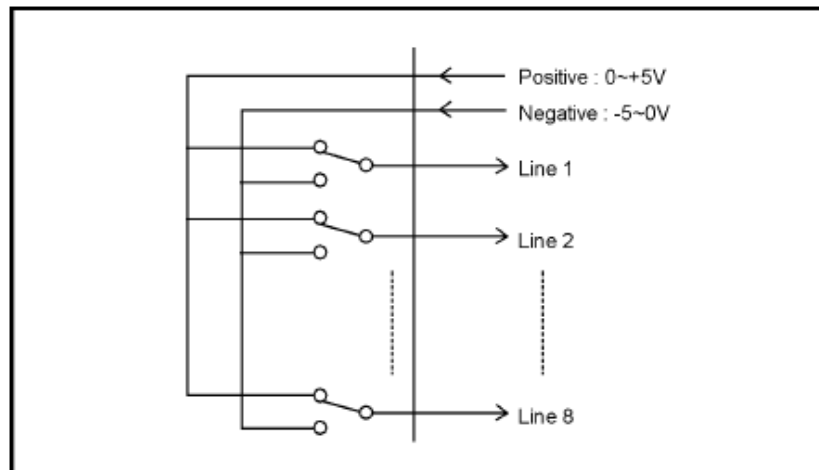 Positive : 0~+5V
Negative : -5~0V
Line 1
Line 2
Line 8